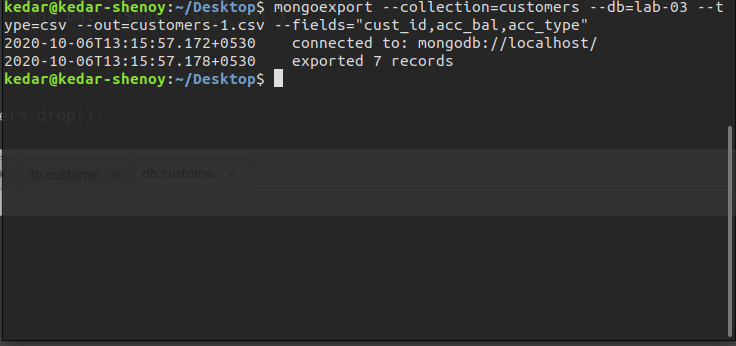 kedar@kedar-shenoy:~/Desktop$ mongoexport --collection=customers --db=lab-03 --t
ype=csv --out=customers-1.csv --fields="cust_id,acc_bal,acc_type"
2020-10-06T13:15:57.172+0530    connected to: mongodb://localhost/
2020-10-06T13:15:57.178+0530    exported 7 records
kedar@kedar-shenoy:~/Desktop$
ers.drop();
db.custome.. × db.custome.. ×